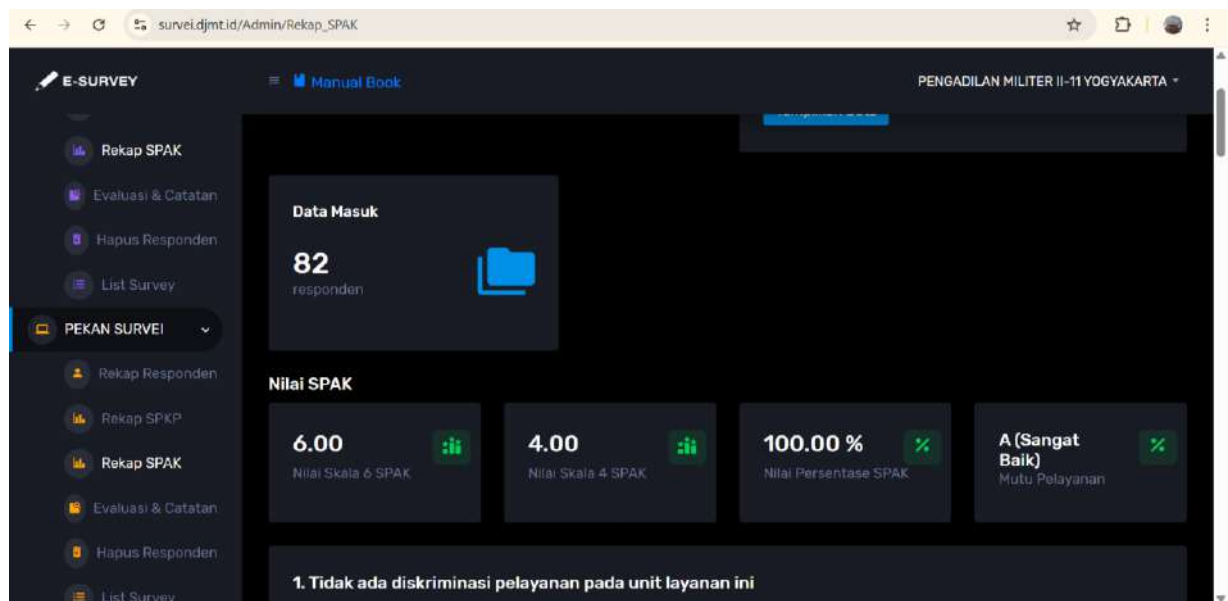 survei.djmt.id/Admin/Rekap_SPAK
E-SURVEY
Manual Book
PENGADILAN MILITER II-11 YOGYAKARTA
Rekap SPAK
Evaluasi & Catatan
Hapus Responden
List Survey
PEKAN SURVEI
Rekap Responden
Rekap SPKP
Rekap SPAK
Evaluasi & Catatan
Hapus Responden
List Survey
Data Masuk
82
responden
Nilai SPAK
6.00
Nilai Skala 6 SPAK
4.00
Nilai Skala 4 SPAK
100.00 %
Nilai Persentase SPAK
A (Sangat
Baik)
Mutu Pelayanan
1. Tidak ada diskriminasi pelayanan pada unit layanan ini